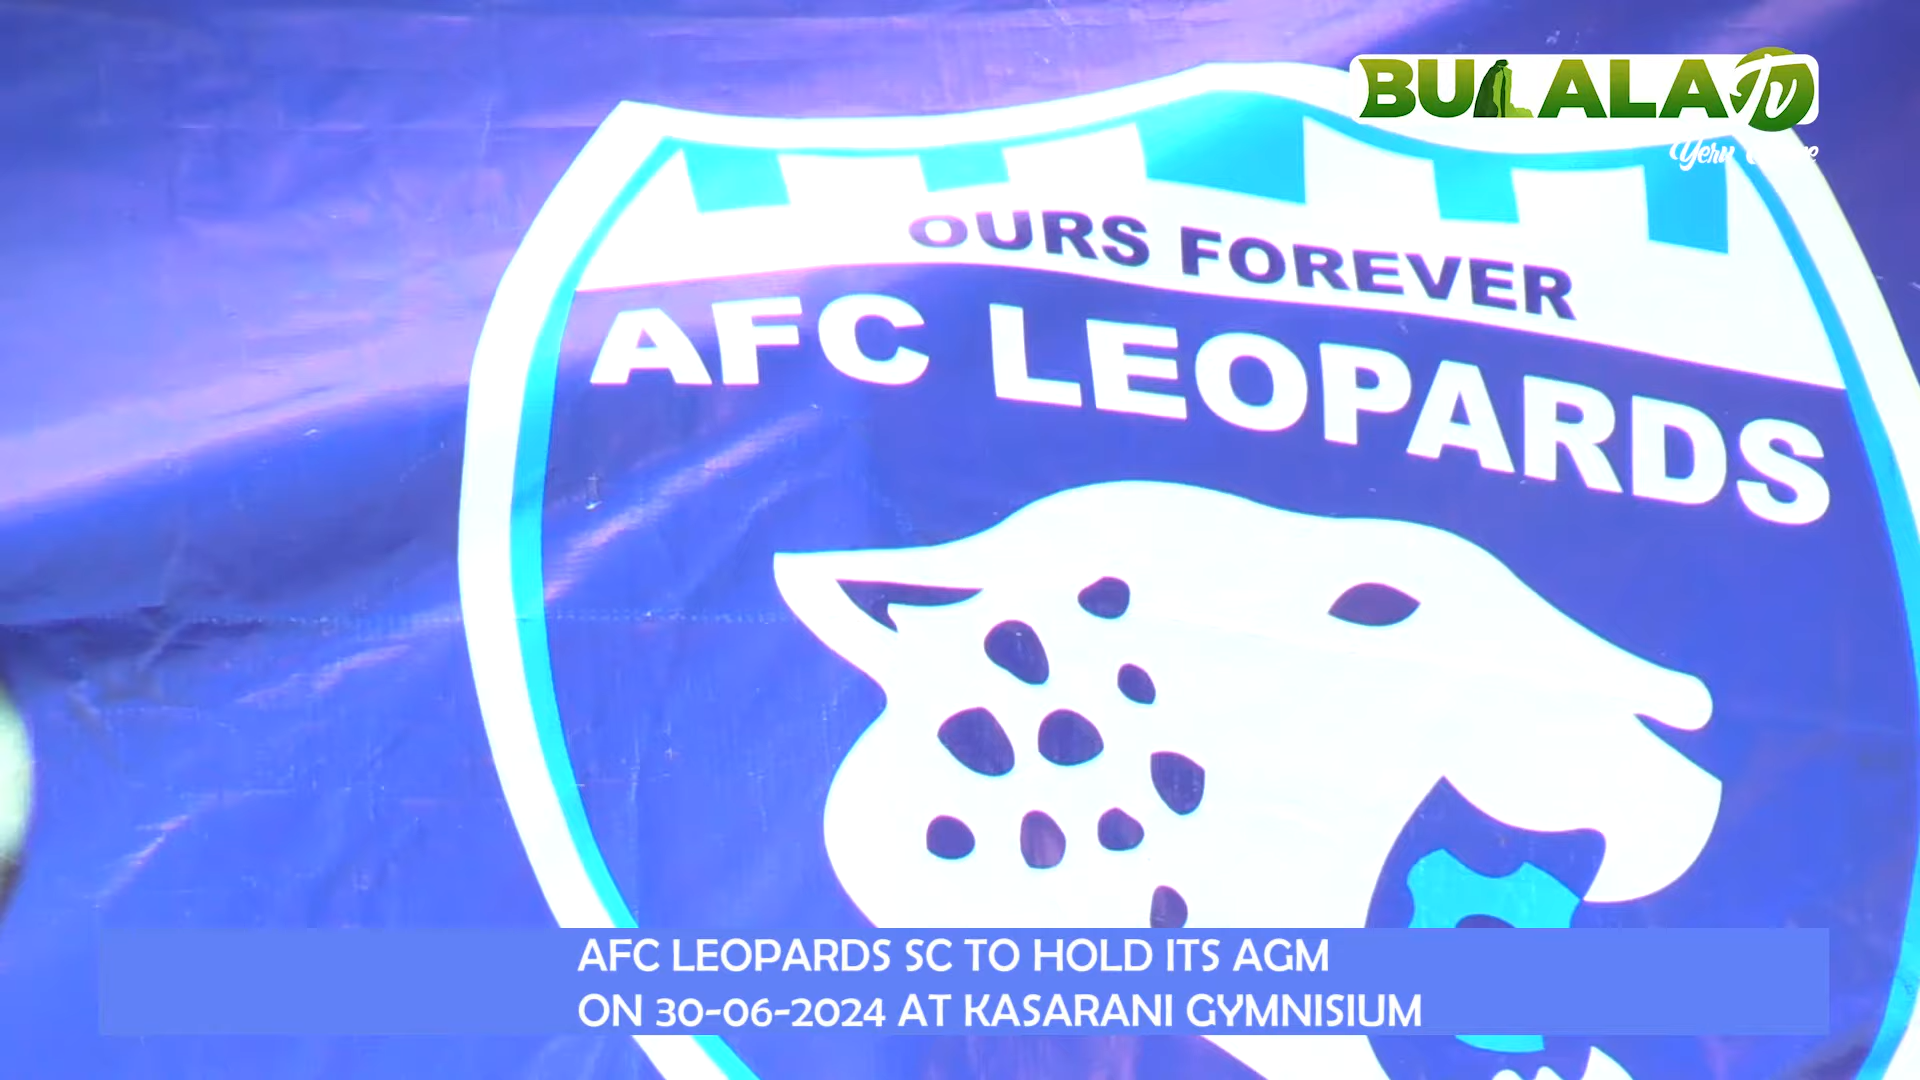 BULALA TV
OURS FOREVER
AFC LEOPARDS
AFC LEOPARDS SC TO HOLD ITS AGM
ON 30-06-2024 AT KASARANI GYMNISIUM